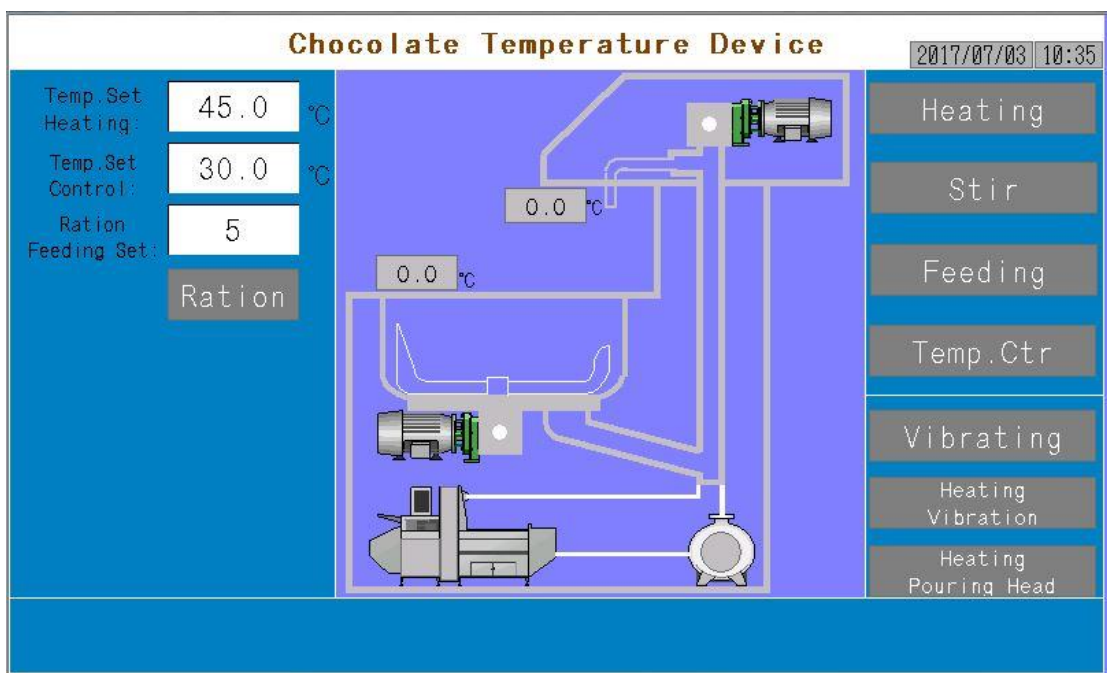 Chocolate Temperature Device
2017/07/03 10:35
Temp.Set
Heating:
45.0 °C
Temp.Set
Control:
30.0 °C
Ration
Feeding Set:
5
Ration
0.0 °C
0.0 °C
Heating
Stir
Feeding
Temp.Ctr
Vibrating
Heating
Vibration
Heating
Pouring Head